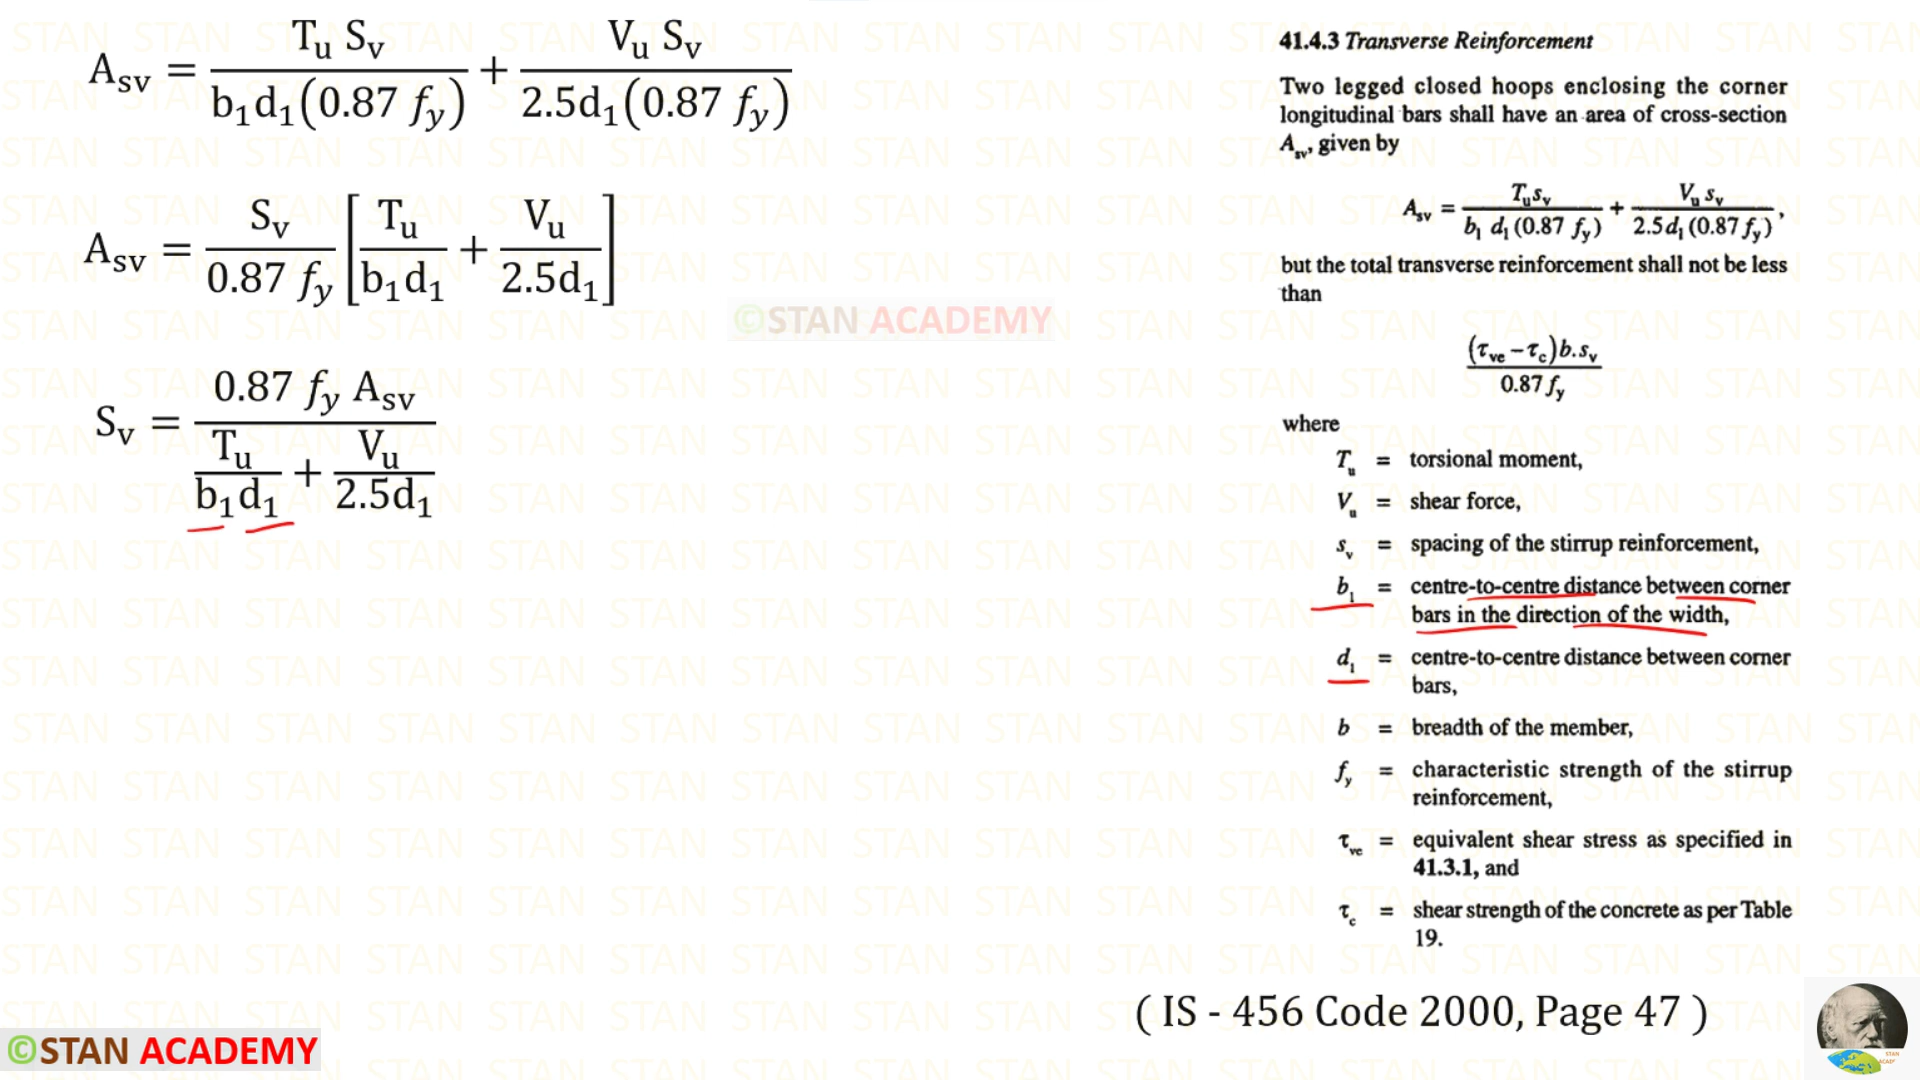 A_sv = T_u S_v / b_1d_1(0.87 f_y) + V_u S_v / 2.5d_1(0.87 f_y)
A_sv = S_v / 0.87 f_y [ T_u / b_1d_1 + V_u / 2.5d_1 ]
S_v = 0.87 f_y A_sv / ( T_u / b_1d_1 + V_u / 2.5d_1 )
©STAN ACADEMY
41.4.3 Transverse Reinforcement
Two legged closed hoops enclosing the corner
longitudinal bars shall have an area of cross-section
A_sv, given by
A_sv = T_u s_v / b_1 d_1 (0.87 f_y) + V_u s_v / 2.5 d_1 (0.87 f_y) ,
but the total transverse reinforcement shall not be less
than
(τ_ve – τ_c) b.s_v / 0.87 f_y
where
T_u = torsional moment,
V_u = shear force,
s_v = spacing of the stirrup reinforcement,
b_1 = centre-to-centre distance between corner
bars in the direction of the width,
d_1 = centre-to-centre distance between corner
bars,
b = breadth of the member,
f_y = characteristic strength of the stirrup
reinforcement,
τ_ve = equivalent shear stress as specified in
41.3.1, and
τ_c = shear strength of the concrete as per Table
19.
( IS - 456 Code 2000, Page 47 )
©STAN ACADEMY